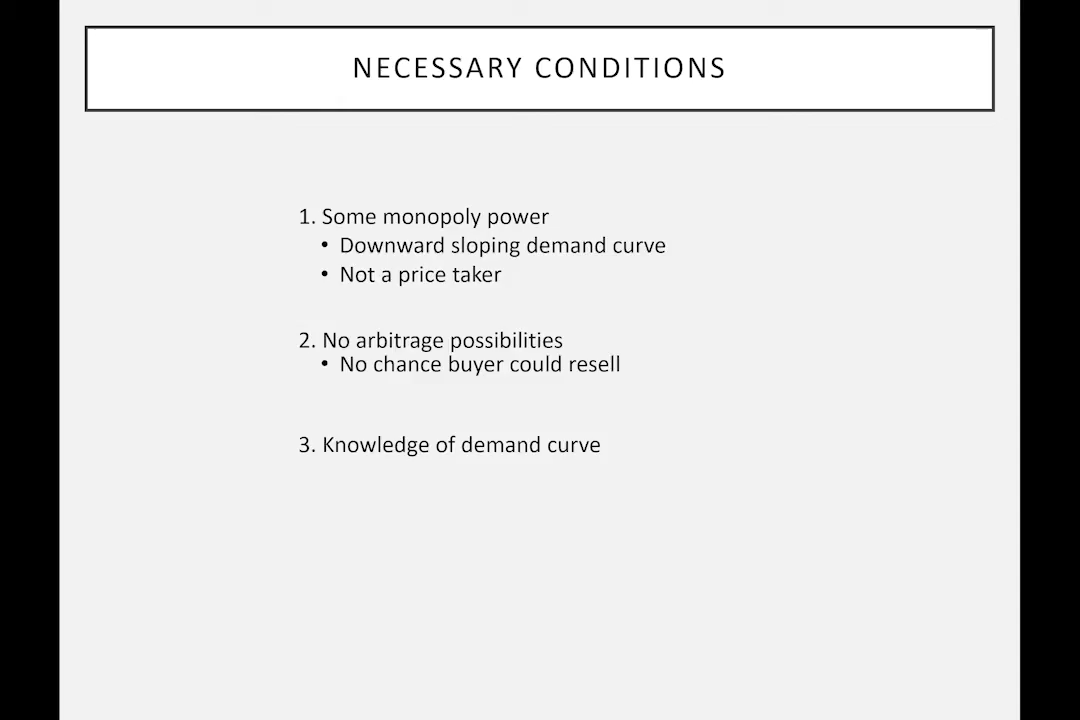 NECESSARY CONDITIONS
1. Some monopoly power
• Downward sloping demand curve
• Not a price taker
2. No arbitrage possibilities
• No chance buyer could resell
3. Knowledge of demand curve